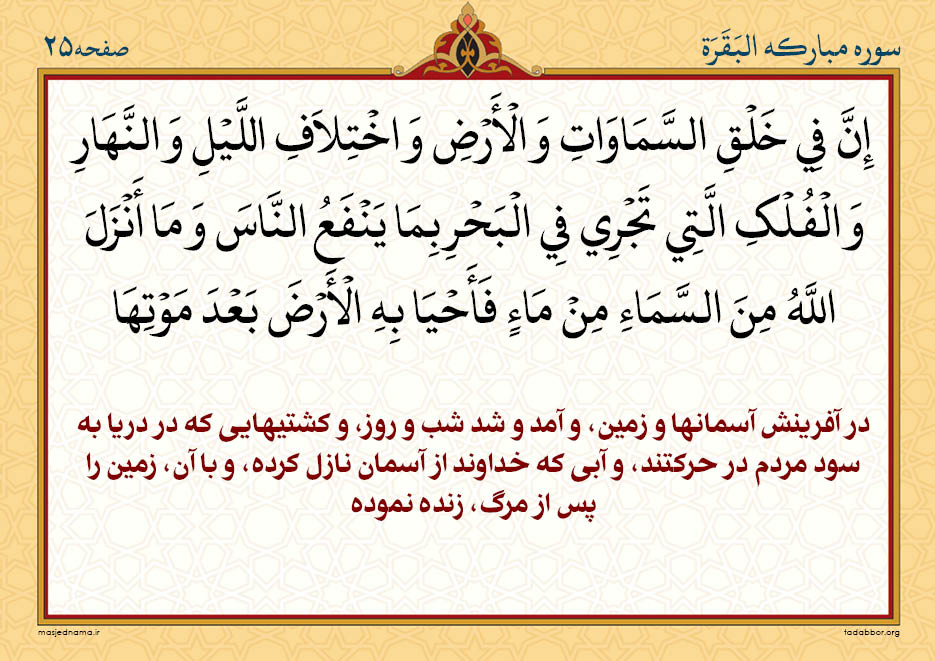 سوره مبارکه البَقَرَة
صفحه۲۵
إِنَّ فِي خَلْقِ السَّمَاوَاتِ وَ الْأَرْضِ وَ اخْتِلاَفِ اللَّيْلِ وَ النَّهَارِ
وَ الْفُلْکِ الَّتِي تَجْرِي فِي الْبَحْرِ بِمَا يَنْفَعُ النَّاسَ وَ مَا أَنْزَلَ
اللَّهُ مِنَ السَّمَاءِ مِنْ مَاءٍ فَأَحْيَا بِهِ الْأَرْضَ بَعْدَ مَوْتِهَا
در آفرینش آسمانها و زمین، و آمد و شد شب و روز، و کشتیهایی که در دریا به
سود مردم در حرکتند، و آبی که خداوند از آسمان نازل کرده، و با آن، زمین را
پس از مرگ، زنده نموده
masjednama.ir
tadabbor.org